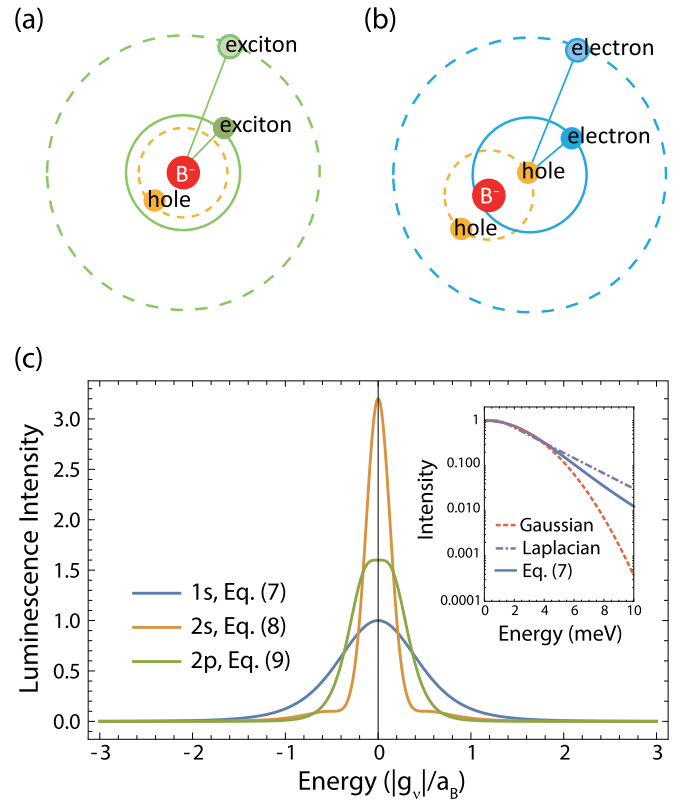 (a)
exciton
exciton
B⁻
hole
(b)
electron
electron
hole
B⁻
hole
(c)
Luminescence Intensity
3.0
2.5
2.0
1.5
1.0
0.5
0.0
1s, Eq. (7)
2s, Eq. (8)
2p, Eq. (9)
-3 -2 -1 0 1 2 3
Energy (|gᵥ|/a_B)
Intensity
1
0.100
0.010
0.001
0.0001
Gaussian
Laplacian
Eq. (7)
0 2 4 6 8 10
Energy (meV)